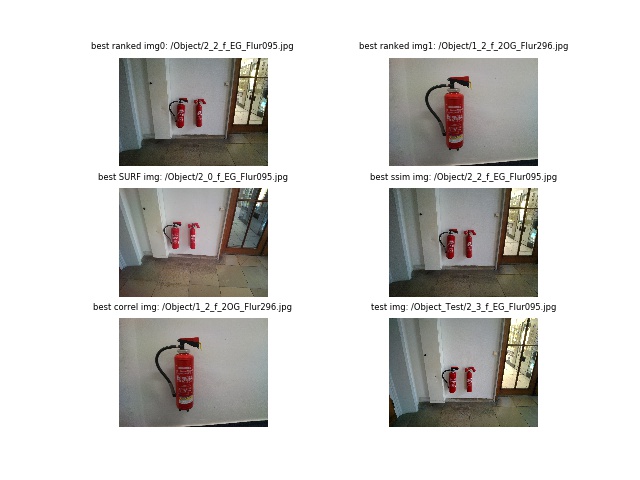 best ranked img0: /Object/2_2_f_EG_Flur095.jpg
best ranked img1: /Object/1_2_f_2OG_Flur296.jpg
best SURF img: /Object/2_0_f_EG_Flur095.jpg
best ssim img: /Object/2_2_f_EG_Flur095.jpg
best correl img: /Object/1_2_f_2OG_Flur296.jpg
test img: /Object_Test/2_3_f_EG_Flur095.jpg